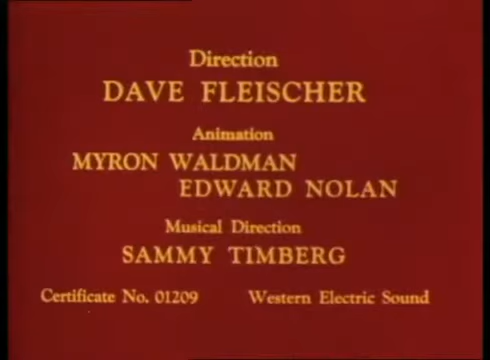 Direction
DAVE FLEISCHER
Animation
MYRON WALDMAN
EDWARD NOLAN
Musical Direction
SAMMY TIMBERG
Certificate No. 01209 Western Electric Sound